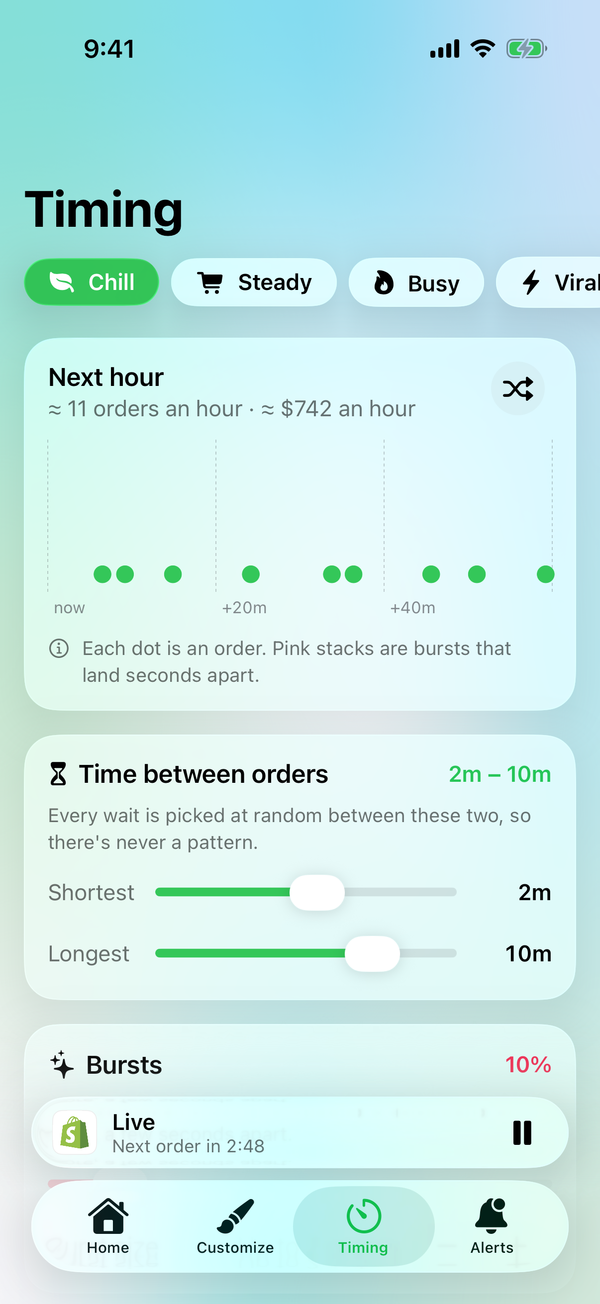 9:41
Timing
Chill
Steady
Busy
Viral
Next hour
≈ 11 orders an hour · ≈ $742 an hour
now
+20m
+40m
Each dot is an order. Pink stacks are bursts that
land seconds apart.
Time between orders
2m – 10m
Every wait is picked at random between these two, so
there's never a pattern.
Shortest
2m
Longest
10m
Bursts
10%
Live
Next order in 2:48
Home
Customize
Timing
Alerts